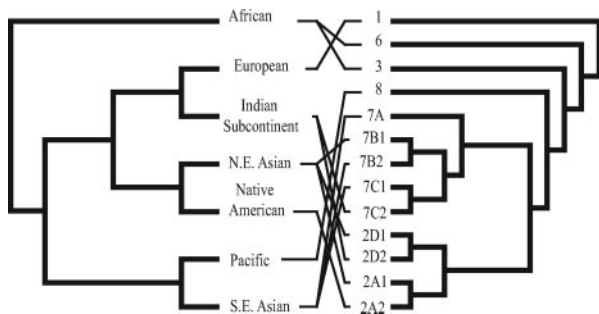 African
European
Indian
Subcontinent
N.E. Asian
Native
American
Pacific
S.E. Asian
1
6
3
8
7A
7B1
7B2
7C1
7C2
2D1
2D2
2A1
2A2